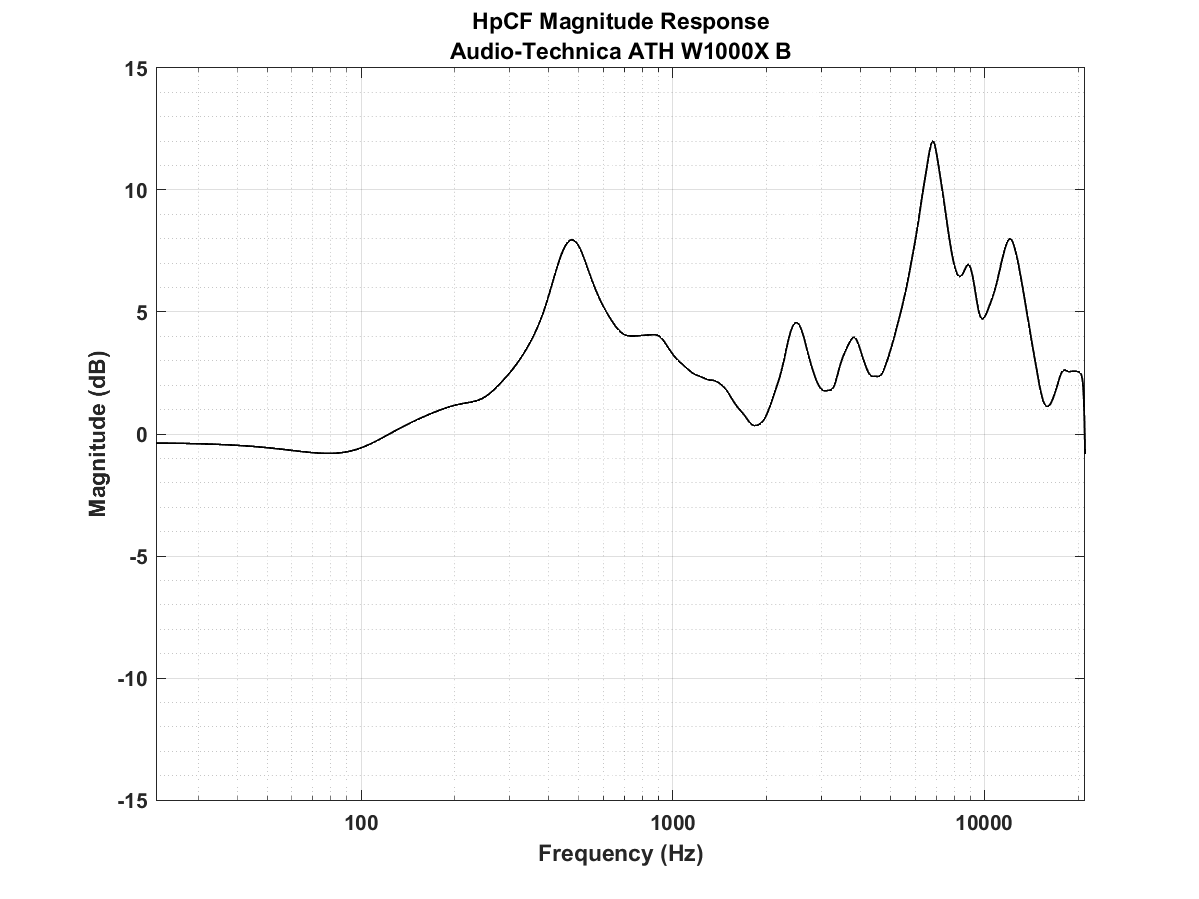 HpCF Magnitude Response
Audio-Technica ATH W1000X B
15
10
5
0
-5
-10
-15
Magnitude (dB)
100
1000
10000
Frequency (Hz)